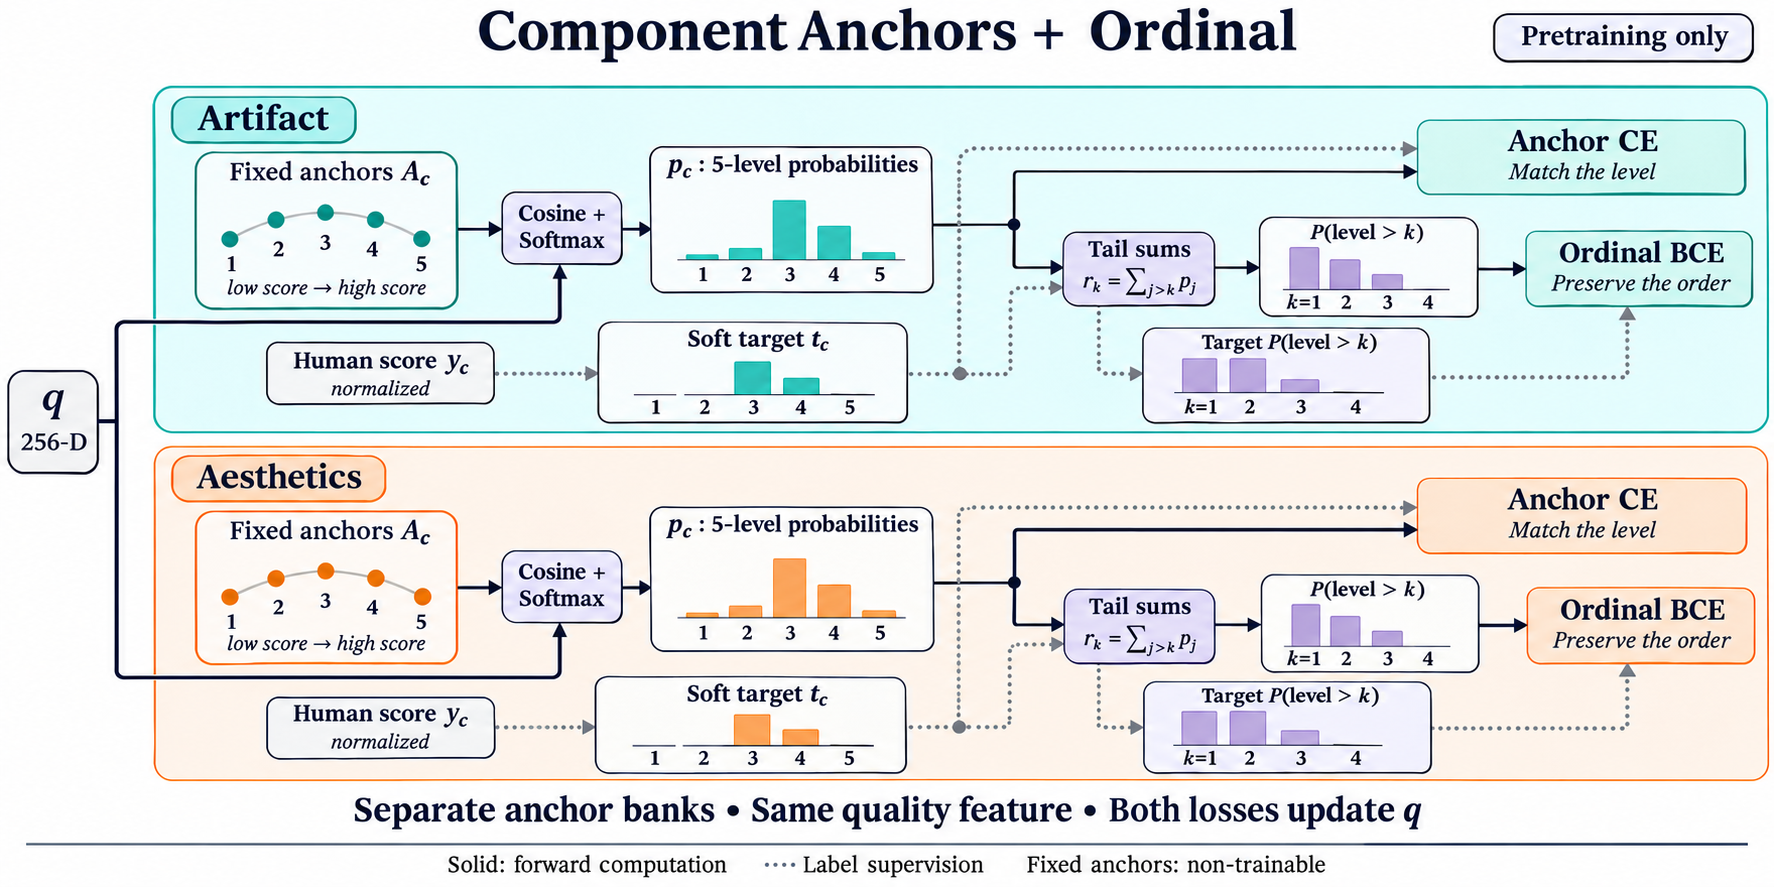 Component Anchors + Ordinal
Pretraining only
Artifact
Fixed anchors A_c
1 2 3 4 5
low score → high score
Cosine +
Softmax
p_c : 5-level probabilities
1 2 3 4 5
Anchor CE
Match the level
Tail sums
r_k = ∑_{j>k} p_j
P(level > k)
k=1 2 3 4
Ordinal BCE
Preserve the order
Human score y_c
normalized
Soft target t_c
1 2 3 4 5
Target P(level > k)
k=1 2 3 4
q
256-D
Aesthetics
Fixed anchors A_c
1 2 3 4 5
low score → high score
Cosine +
Softmax
p_c : 5-level probabilities
1 2 3 4 5
Anchor CE
Match the level
Tail sums
r_k = ∑_{j>k} p_j
P(level > k)
k=1 2 3 4
Ordinal BCE
Preserve the order
Human score y_c
normalized
Soft target t_c
1 2 3 4 5
Target P(level > k)
k=1 2 3 4
Separate anchor banks • Same quality feature • Both losses update q
Solid: forward computation ····· Label supervision Fixed anchors: non-trainable